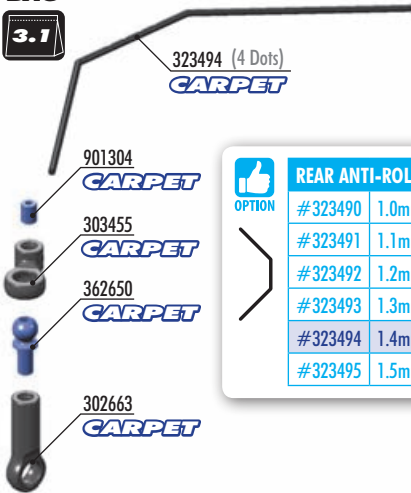 3.1
323494 (4 Dots)
CARPET
901304
CARPET
303455
CARPET
362650
CARPET
302663
CARPET
OPTION
REAR ANTI-ROL
#323490 1.0m
#323491 1.1m
#323492 1.2m
#323493 1.3m
#323494 1.4m
#323495 1.5m